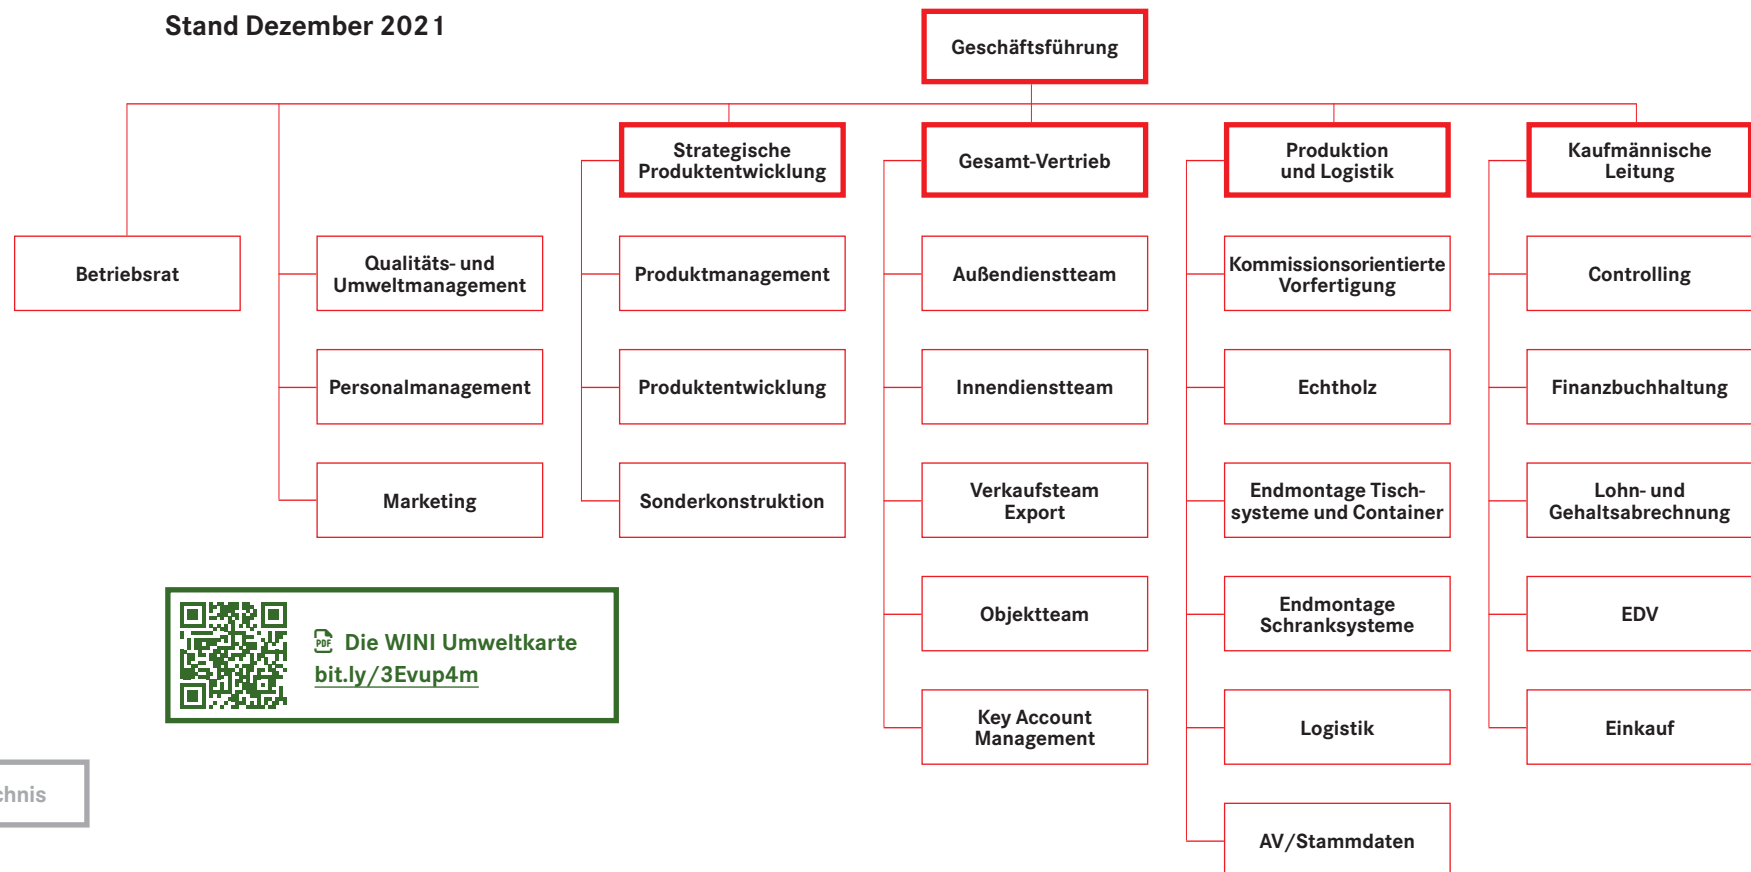 Stand Dezember 2021
Geschäftsführung
Strategische
Produktentwicklung
Gesamt-Vertrieb
Produktion
und Logistik
Kaufmännische
Leitung
Betriebsrat
Qualitäts- und
Umweltmanagement
Produktmanagement
Außendienstteam
Kommissionsorientierte
Vorfertigung
Controlling
Personalmanagement
Produktentwicklung
Innendienstteam
Echtholz
Finanzbuchhaltung
Marketing
Sonderkonstruktion
Verkaufsteam
Export
Endmontage Tisch-
systeme und Container
Lohn- und
Gehaltsabrechnung
PDF Die WINI Umweltkarte
bit.ly/3Evup4m
Objektteam
Endmontage
Schranksysteme
EDV
Key Account
Management
Logistik
Einkauf
chnis
AV/Stammdaten